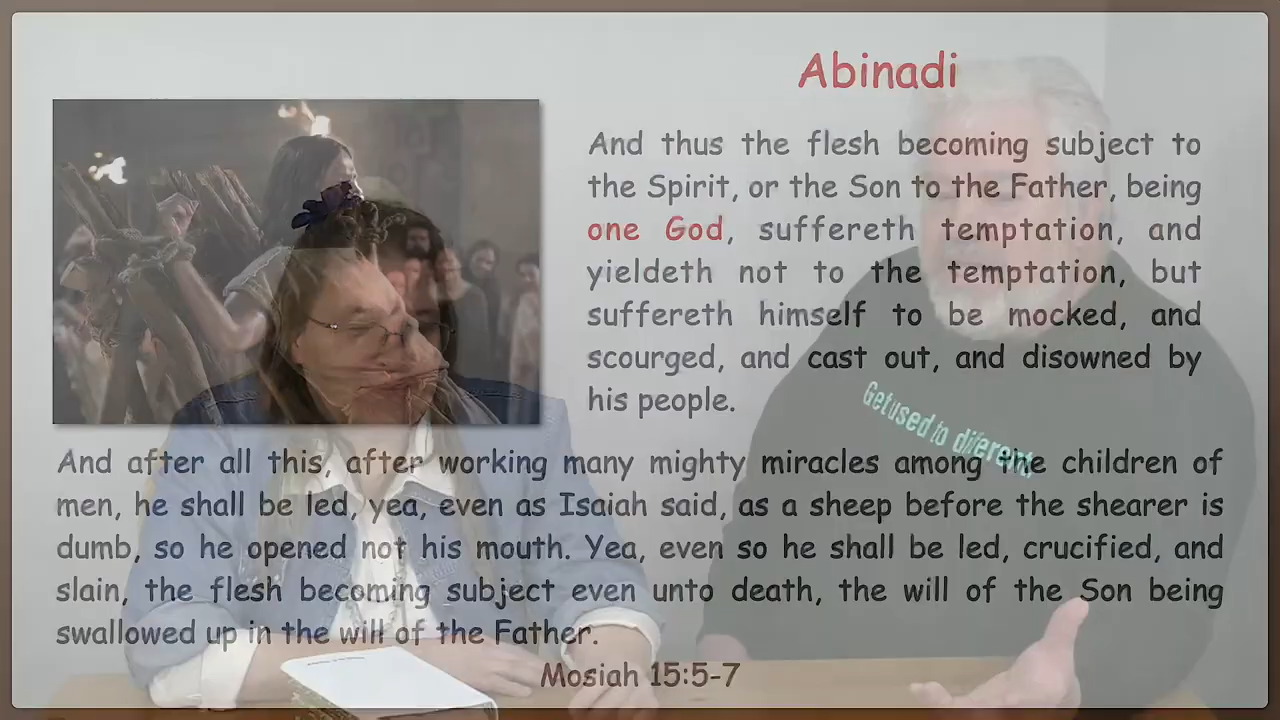 Abinadi
And thus the flesh becoming subject to
the Spirit, or the Son to the Father, being
one God, suffereth temptation, and
yieldeth not to the temptation, but
suffereth himself to be mocked, and
scourged, and cast out, and disowned by
his people.
And after all this, after working many mighty miracles among the children of
men, he shall be led, yea, even as Isaiah said, as a sheep before the shearer is
dumb, so he opened not his mouth. Yea, even so he shall be led, crucified, and
slain, the flesh becoming subject even unto death, the will of the Son being
swallowed up in the will of the Father.
Mosiah 15:5-7
Get used to different